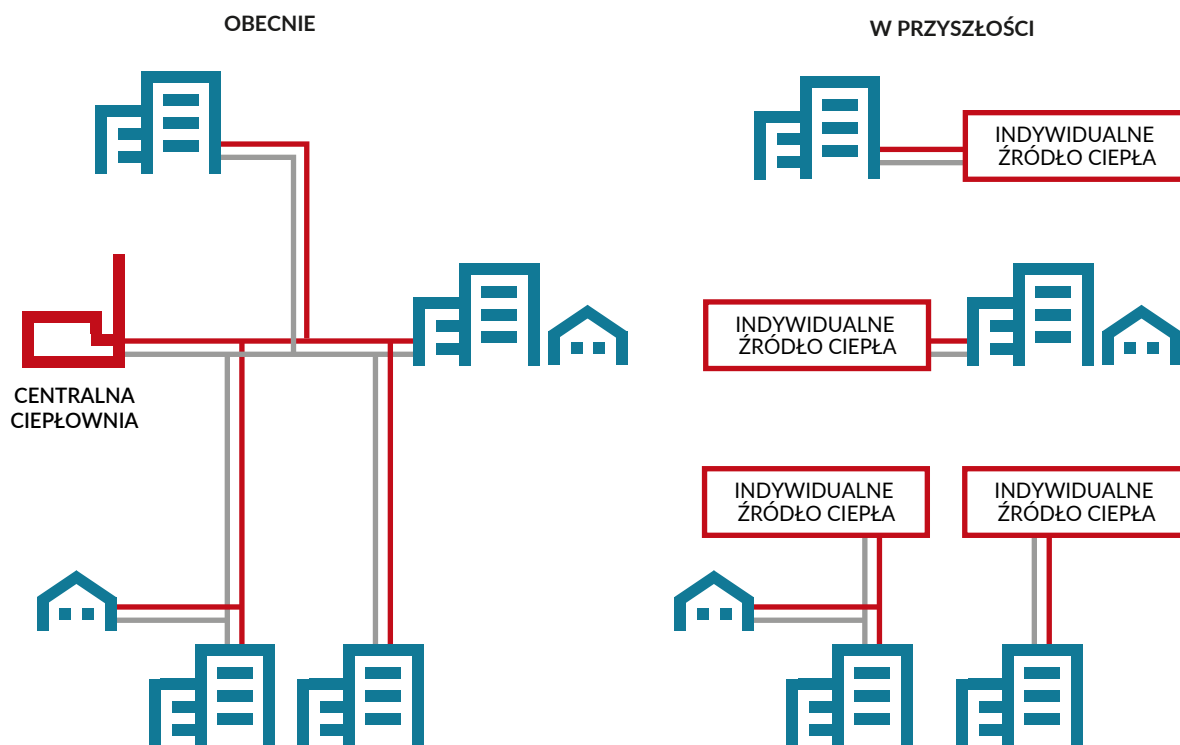 OBECNIE
CENTRALNA
CIEPŁOWNIA
W PRZYSZŁOŚCI
INDYWIDUALNE
ŹRÓDŁO CIEPŁA
INDYWIDUALNE
ŹRÓDŁO CIEPŁA
INDYWIDUALNE
ŹRÓDŁO CIEPŁA
INDYWIDUALNE
ŹRÓDŁO CIEPŁA